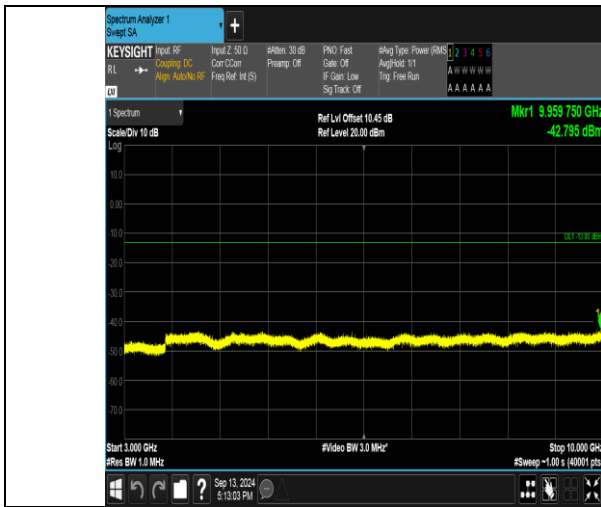 Spectrum Analyzer 1
Swept SA
KEYSIGHT
RL
Input: RF
Coupling: DC
Align: Auto/No RF
Input Z: 50 Ω
Corr CCorr
Freq Ref: Int (S)
#Atten: 30 dB
Preamp: Off
PNO: Fast
Gate: Off
IF Gain: Low
Sig Track: Off
#Avg Type: Power (RMS
Avg|Hold: 1/1
Trig: Free Run
1 2 3 4 5 6
A W W W W W
A A A A A A
1 Spectrum
Scale/Div 10 dB
Ref Lvl Offset 10.45 dB
Ref Level 20.00 dBm
Mkr1 9.959 750 GHz
-42.795 dBm
Log
10.0
0.00
-10.0
DL1 -13.00 dBm
-20.0
-30.0
-40.0
1
-50.0
-60.0
-70.0
Start 3.000 GHz
#Res BW 1.0 MHz
#Video BW 3.0 MHz*
Stop 10.000 GHz
#Sweep ~1.00 s (40001 pts
Sep 13, 2024
5:13:03 PM